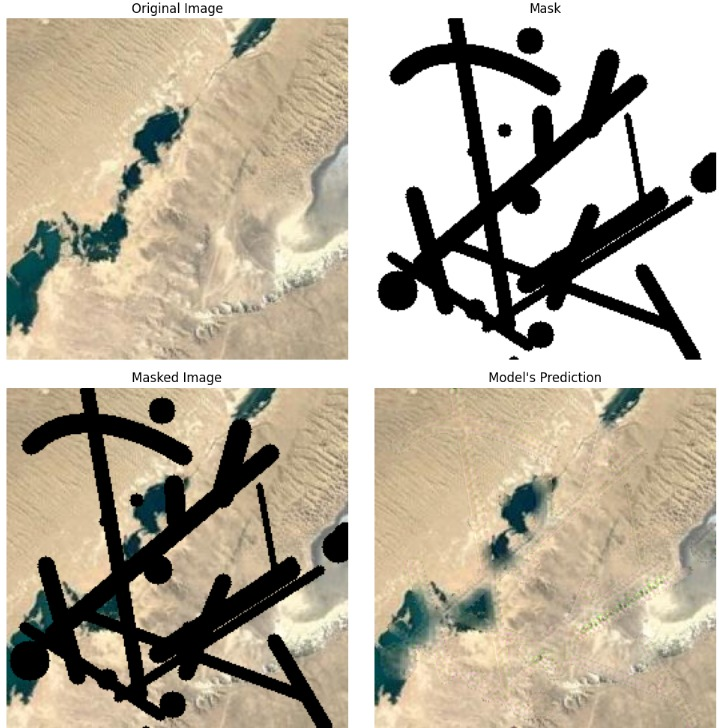 Original Image
Mask
Masked Image
Model's Prediction